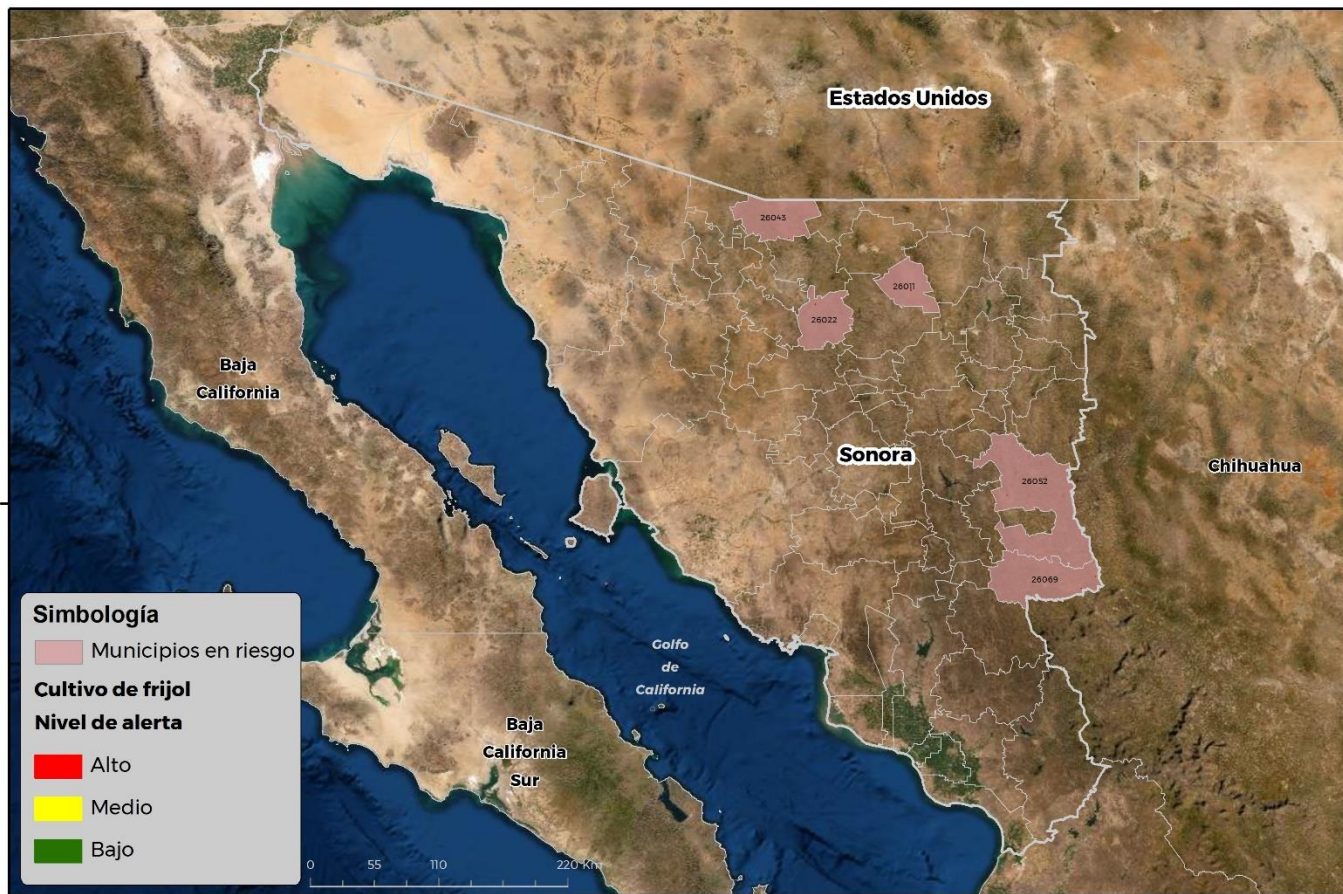 Estados Unidos
26043
26011
26022
Baja
California
Sonora
Chihuahua
26052
26069
Golfo
de
California
Baja
California
Sur
Simbología
Municipios en riesgo
Cultivo de frijol
Nivel de alerta
Alto
Medio
Bajo
0 55 110 220 Km